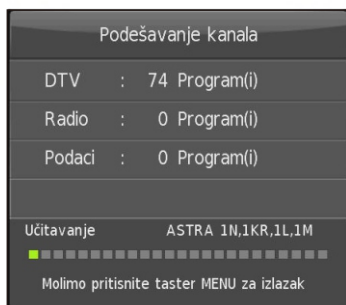 Podešavanje kanala
DTV : 74 Program(i)
Radio : 0 Program(i)
Podaci : 0 Program(i)
Učitavanje ASTRA 1N,1KR,1L,1M
Molimo pritisnite taster MENU za izlazak